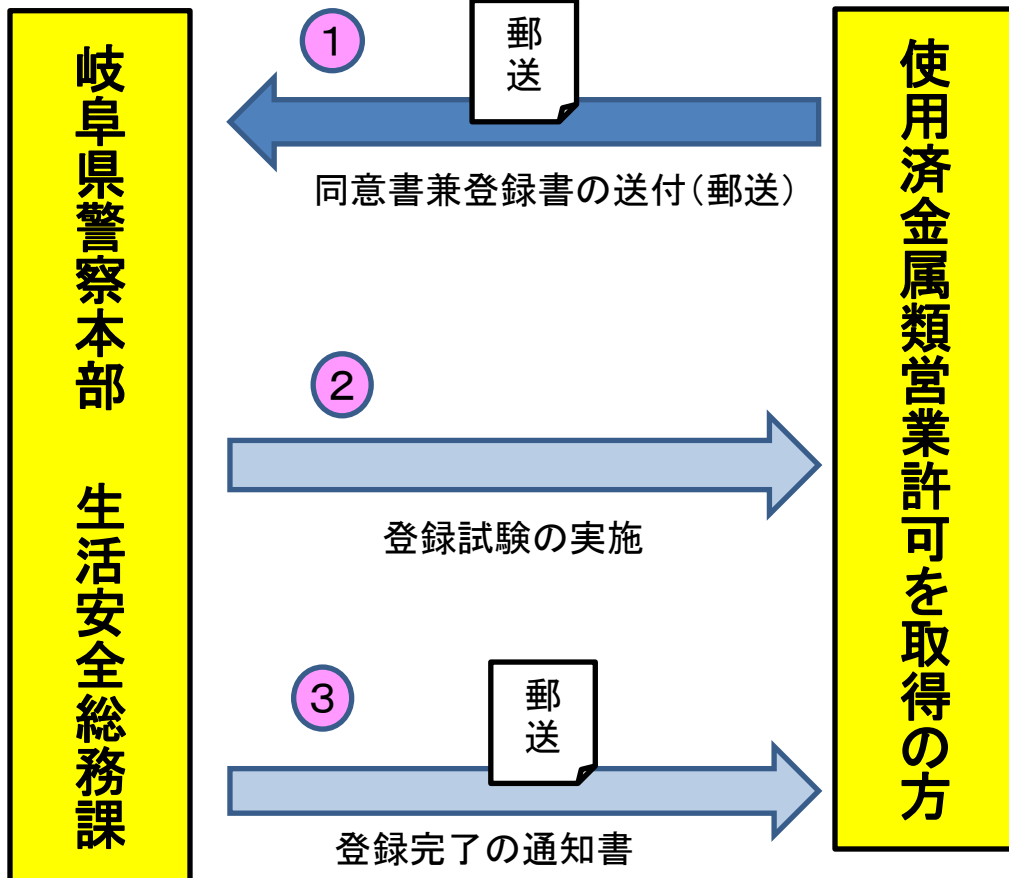 岐阜県警察本部　生活安全総務課
①
郵送
同意書兼登録書の送付（郵送）
②
登録試験の実施
③
郵送
登録完了の通知書
使用済金属類営業許可を取得の方